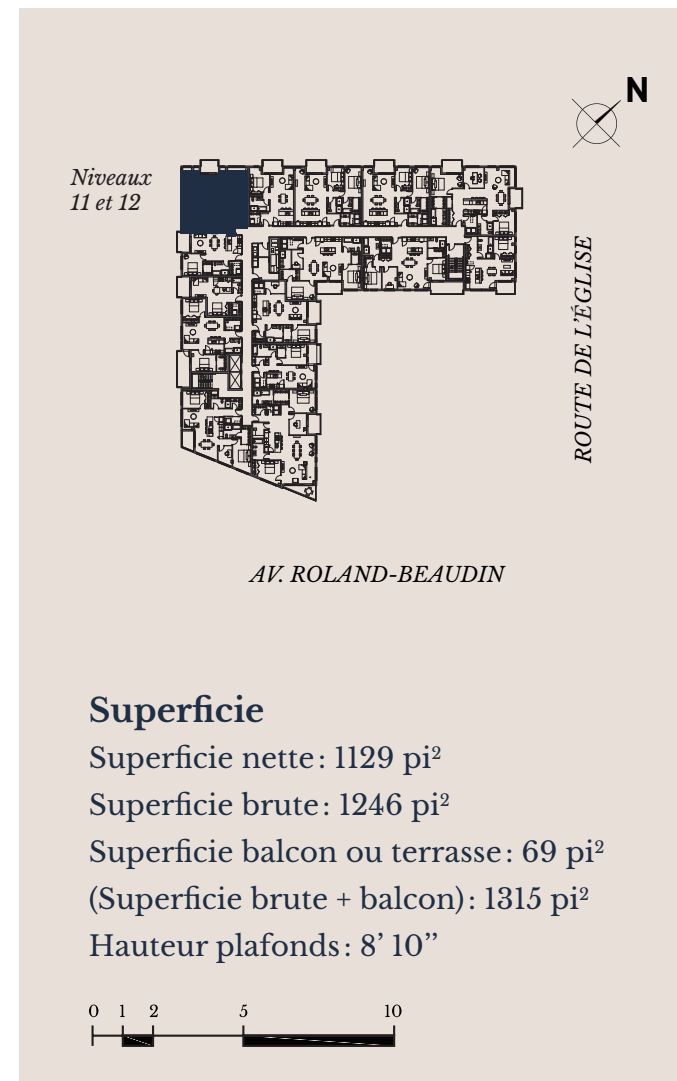 N
Niveaux
11 et 12
ROUTE DE L'ÉGLISE
AV. ROLAND-BEAUDIN
Superficie
Superficie nette : 1129 pi²
Superficie brute : 1246 pi²
Superficie balcon ou terrasse : 69 pi²
(Superficie brute + balcon) : 1315 pi²
Hauteur plafonds : 8’ 10”
0 1 2 5 10